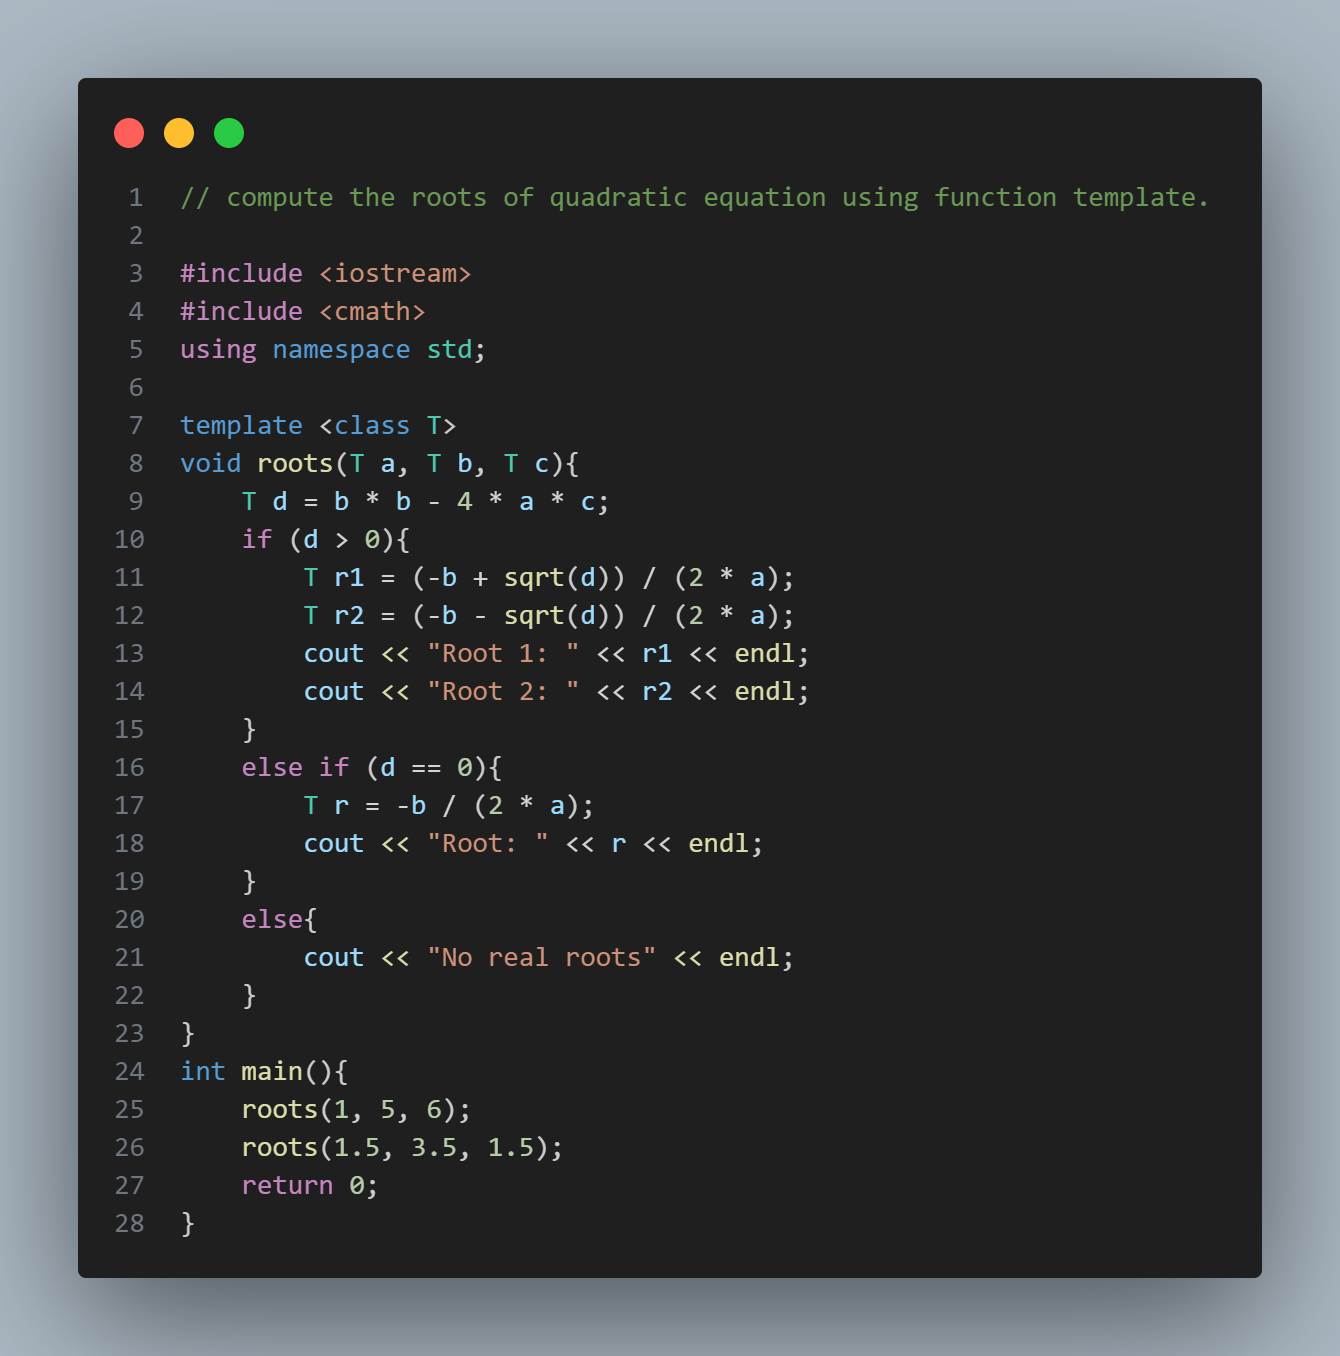 1 // compute the roots of quadratic equation using function template.
2
3 #include <iostream>
4 #include <cmath>
5 using namespace std;
6
7 template <class T>
8 void roots(T a, T b, T c){
9     T d = b * b - 4 * a * c;
10     if (d > 0){
11         T r1 = (-b + sqrt(d)) / (2 * a);
12         T r2 = (-b - sqrt(d)) / (2 * a);
13         cout << "Root 1: " << r1 << endl;
14         cout << "Root 2: " << r2 << endl;
15     }
16     else if (d == 0){
17         T r = -b / (2 * a);
18         cout << "Root: " << r << endl;
19     }
20     else{
21         cout << "No real roots" << endl;
22     }
23 }
24 int main(){
25     roots(1, 5, 6);
26     roots(1.5, 3.5, 1.5);
27     return 0;
28 }